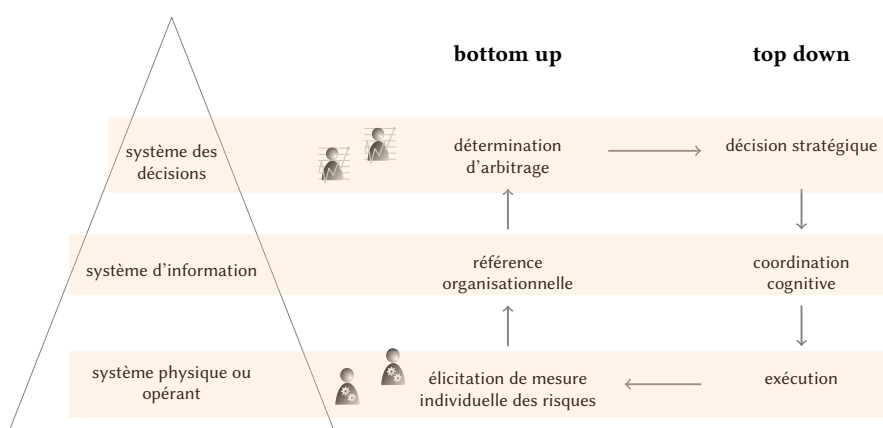 bottom up
top down
système des
décisions
détermination
d'arbitrage
décision stratégique
système d'information
référence
organisationnelle
coordination
cognitive
système physique ou
opérant
élicitation de mesure
individuelle des risques
exécution